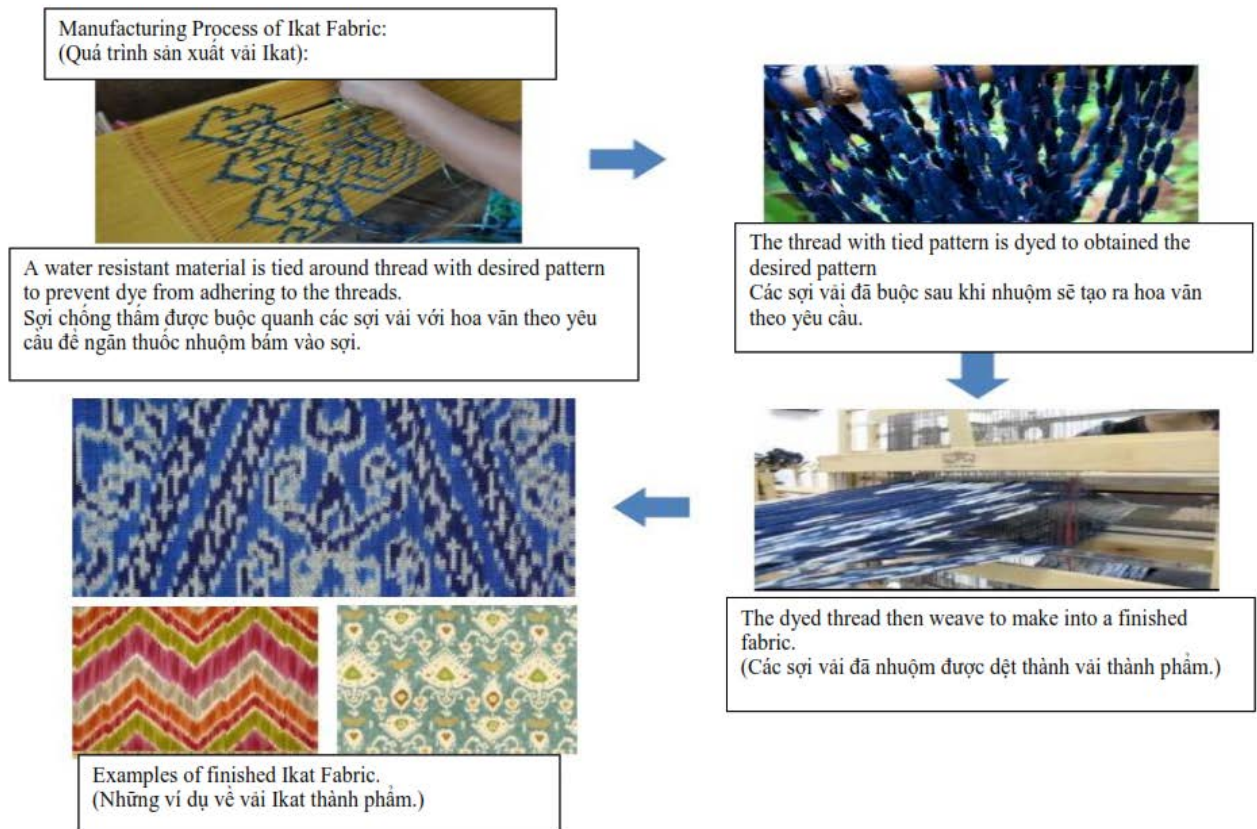 Manufacturing Process of Ikat Fabric:
(Quá trình sản xuất vải Ikat):
A water resistant material is tied around thread with desired pattern
to prevent dye from adhering to the threads.
Sợi chống thấm được buộc quanh các sợi vải với hoa văn theo yêu
cầu để ngăn thuốc nhuộm bám vào sợi.
The thread with tied pattern is dyed to obtained the
desired pattern
Các sợi vải đã buộc sau khi nhuộm sẽ tạo ra hoa văn
theo yêu cầu.
The dyed thread then weave to make into a finished
fabric.
(Các sợi vải đã nhuộm được dệt thành vải thành phẩm.)
Examples of finished Ikat Fabric.
(Những ví dụ về vải Ikat thành phẩm.)